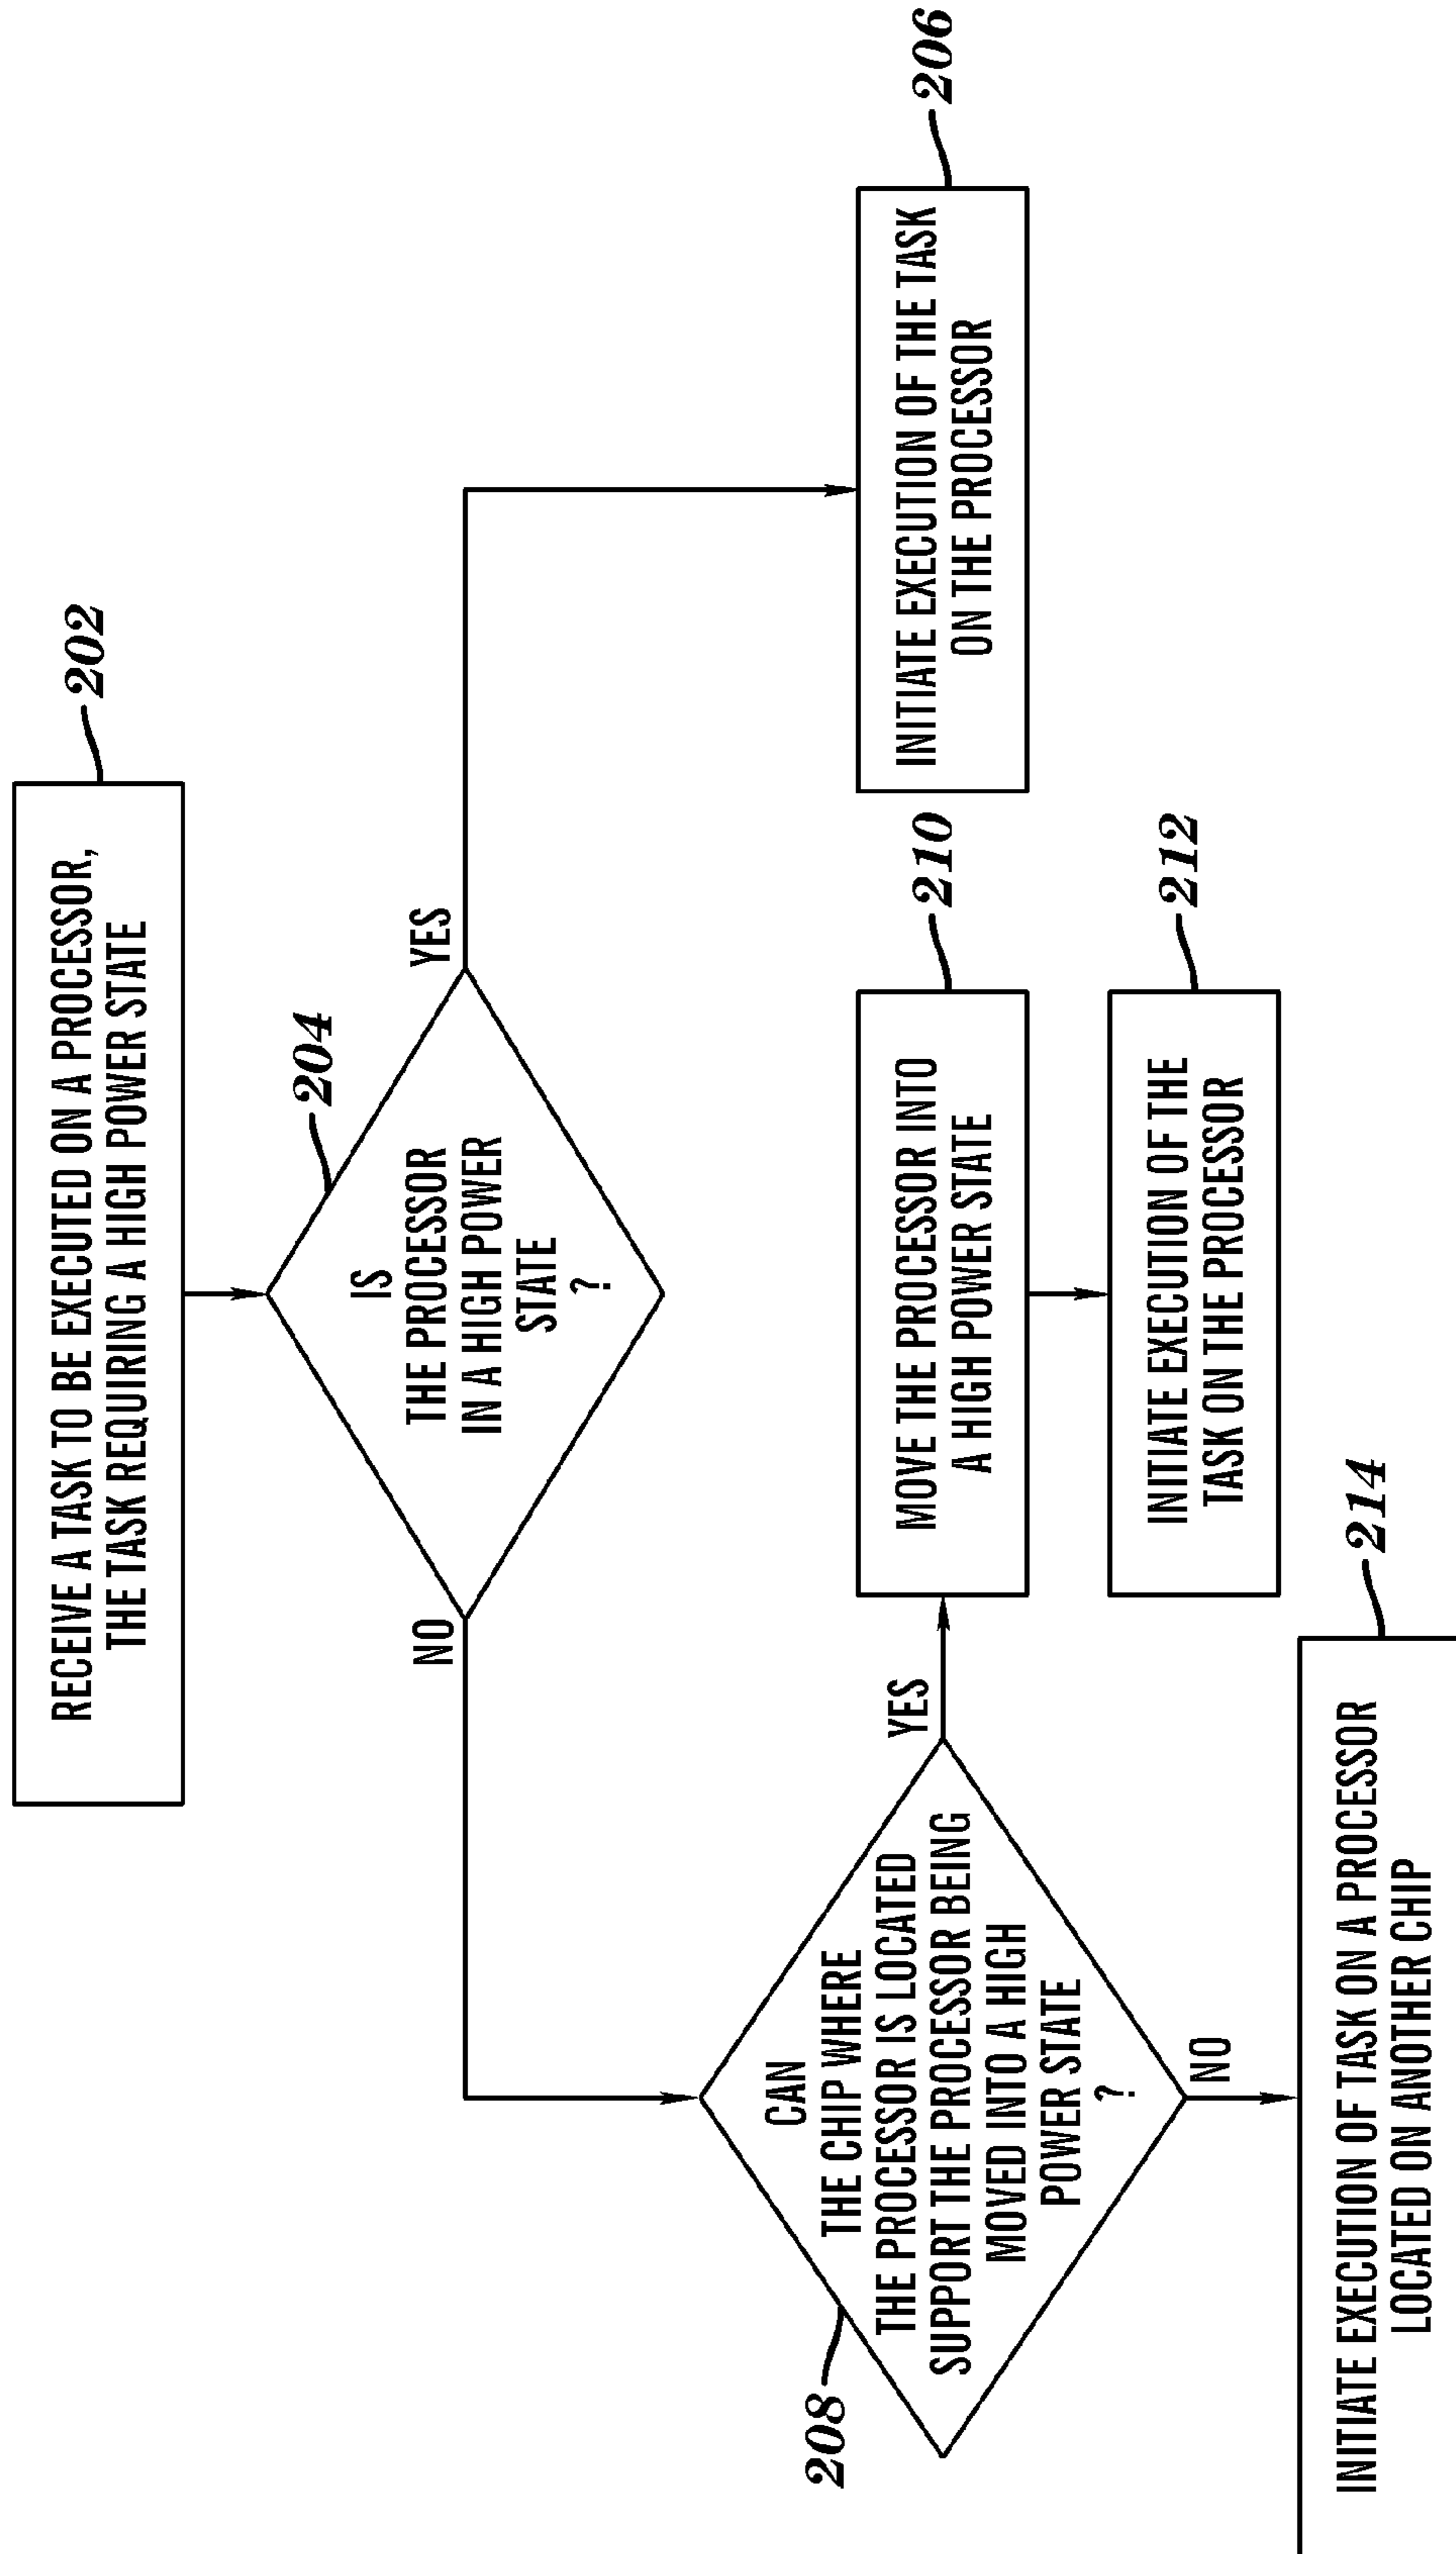 RECEIVE A TASK TO BE EXECUTED ON A PROCESSOR,
THE TASK REQUIRING A HIGH POWER STATE
202
204
IS
THE PROCESSOR
IN A HIGH POWER
STATE
?
YES
NO
INITIATE EXECUTION OF THE TASK
ON THE PROCESSOR
206
208
CAN
THE CHIP WHERE
THE PROCESSOR IS LOCATED
SUPPORT THE PROCESSOR BEING
MOVED INTO A HIGH
POWER STATE
?
YES
NO
MOVE THE PROCESSOR INTO
A HIGH POWER STATE
210
INITIATE EXECUTION OF THE
TASK ON THE PROCESSOR
212
INITIATE EXECUTION OF TASK ON A PROCESSOR
LOCATED ON ANOTHER CHIP
214